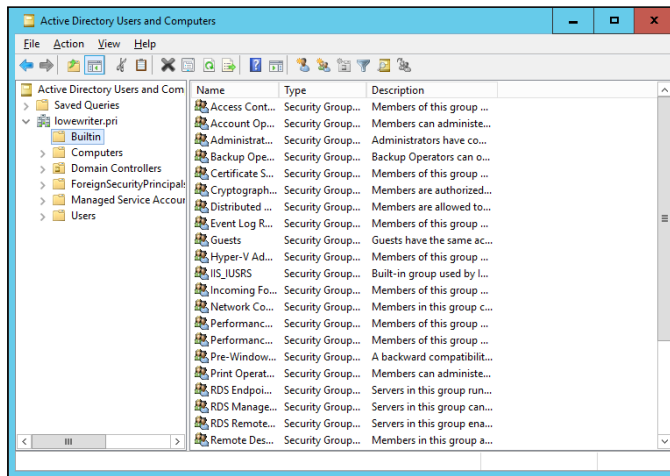 Active Directory Users and Computers
File Action View Help
Active Directory Users and Com
Saved Queries
lowewriter.pri
Builtin
Computers
Domain Controllers
ForeignSecurityPrincipals
Managed Service Accour
Users
Name Type Description
Access Cont... Security Group... Members of this group ...
Account Op... Security Group... Members can administe...
Administrat... Security Group... Administrators have co...
Backup Ope... Security Group... Backup Operators can o...
Certificate S... Security Group... Members of this group ...
Cryptograph... Security Group... Members are authorized...
Distributed ... Security Group... Members are allowed to...
Event Log R... Security Group... Members of this group ...
Guests Security Group... Guests have the same ac...
Hyper-V Ad... Security Group... Members of this group ...
IIS_IUSRS Security Group... Built-in group used by I...
Incoming Fo... Security Group... Members of this group ...
Network Co... Security Group... Members in this group c...
Performanc... Security Group... Members of this group ...
Performanc... Security Group... Members of this group ...
Pre-Window... Security Group... A backward compatibilit...
Print Operat... Security Group... Members can administe...
RDS Endpoi... Security Group... Servers in this group run...
RDS Manage... Security Group... Servers in this group can...
RDS Remote... Security Group... Servers in this group ena...
Remote Des... Security Group... Members in this group a...